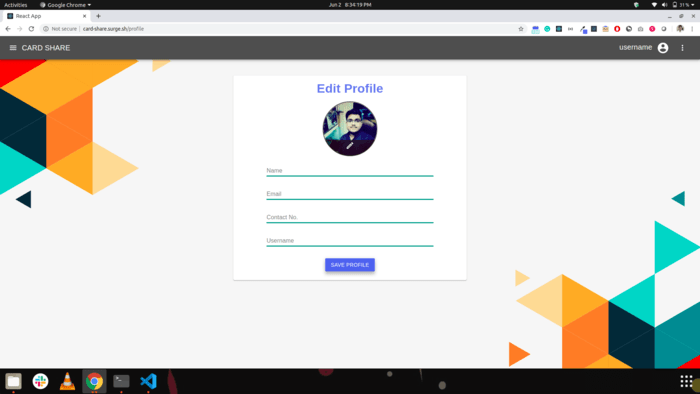 Activities
Google Chrome
Jun 2 8:34:19 PM
31%
React App
Not secure
card-share.surge.sh/profile
CARD SHARE
username
Edit Profile
Name
Email
Contact No.
Username
SAVE PROFILE